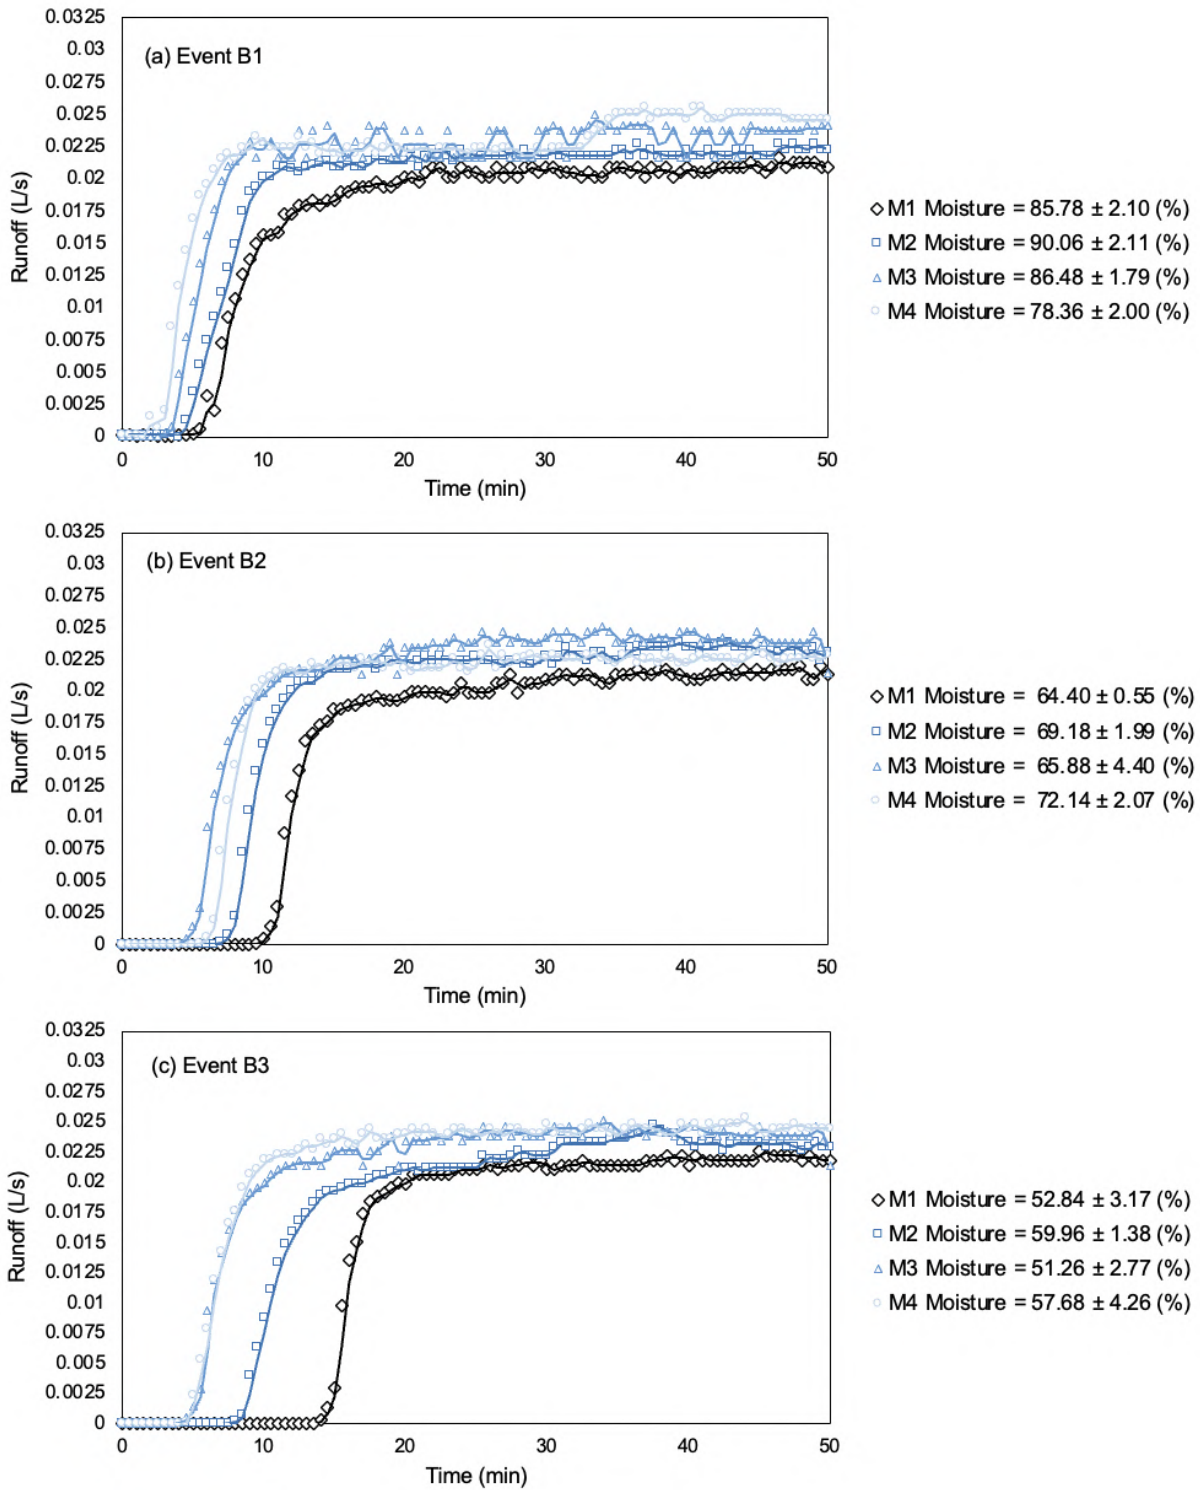 (a) Event B1
0.0325
0.03
0.0275
0.025
0.0225
0.02
0.0175
0.015
0.0125
0.01
0.0075
0.005
0.0025
0
Runoff (L/s)
0 10 20 30 40 50
Time (min)
M1 Moisture = 85.78 ± 2.10 (%)
M2 Moisture = 90.06 ± 2.11 (%)
M3 Moisture = 86.48 ± 1.79 (%)
M4 Moisture = 78.36 ± 2.00 (%)
(b) Event B2
0.0325
0.03
0.0275
0.025
0.0225
0.02
0.0175
0.015
0.0125
0.01
0.0075
0.005
0.0025
0
Runoff (L/s)
0 10 20 30 40 50
Time (min)
M1 Moisture = 64.40 ± 0.55 (%)
M2 Moisture = 69.18 ± 1.99 (%)
M3 Moisture = 65.88 ± 4.40 (%)
M4 Moisture = 72.14 ± 2.07 (%)
(c) Event B3
0.0325
0.03
0.0275
0.025
0.0225
0.02
0.0175
0.015
0.0125
0.01
0.0075
0.005
0.0025
0
Runoff (L/s)
0 10 20 30 40 50
Time (min)
M1 Moisture = 52.84 ± 3.17 (%)
M2 Moisture = 59.96 ± 1.38 (%)
M3 Moisture = 51.26 ± 2.77 (%)
M4 Moisture = 57.68 ± 4.26 (%)